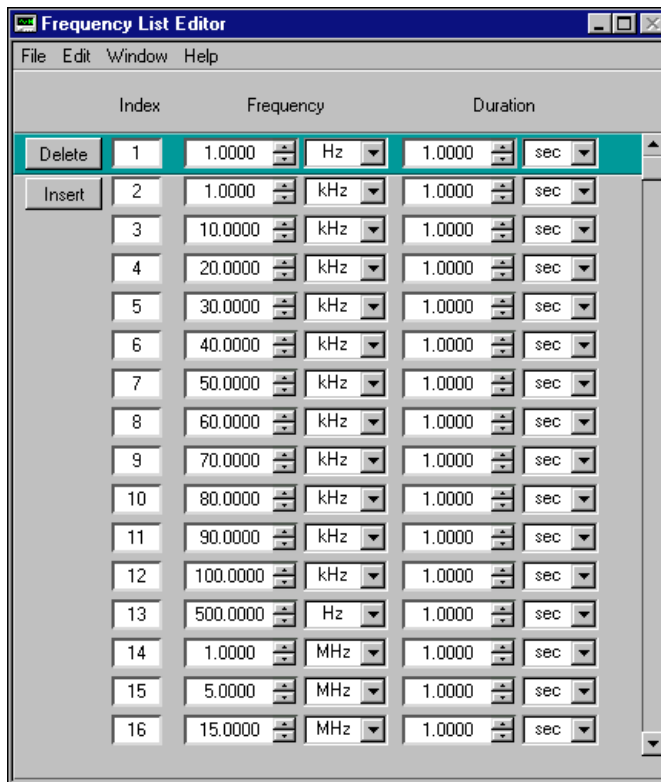 Frequency List Editor
File Edit Window Help
Index Frequency Duration
Delete 1 1.0000 Hz 1.0000 sec
Insert 2 1.0000 kHz 1.0000 sec
3 10.0000 kHz 1.0000 sec
4 20.0000 kHz 1.0000 sec
5 30.0000 kHz 1.0000 sec
6 40.0000 kHz 1.0000 sec
7 50.0000 kHz 1.0000 sec
8 60.0000 kHz 1.0000 sec
9 70.0000 kHz 1.0000 sec
10 80.0000 kHz 1.0000 sec
11 90.0000 kHz 1.0000 sec
12 100.0000 kHz 1.0000 sec
13 500.0000 Hz 1.0000 sec
14 1.0000 MHz 1.0000 sec
15 5.0000 MHz 1.0000 sec
16 15.0000 MHz 1.0000 sec